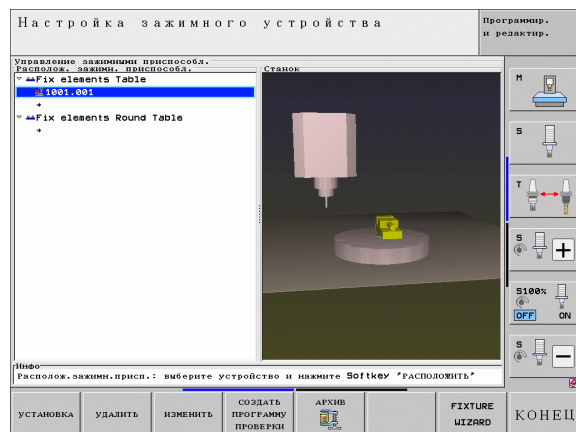 Настройка зажимного устройства
Программир.
и редактир.
Управление зажимными приспособл.
Располож. зажимн. приспособл.
Станок
Fix elements Table
1001.001
Fix elements Round Table
M
S
T
S
S100%
OFF ON
S
Инфо
Располож.зажимн.присп.: выберите устройство и нажмите Softkey "РАСПОЛОЖИТЬ"
УСТАНОВКА
УДАЛИТЬ
ИЗМЕНИТЬ
СОЗДАТЬ
ПРОГРАММУ
ПРОВЕРКИ
АРХИВ
FIXTURE
WIZARD
КОНЕЦ